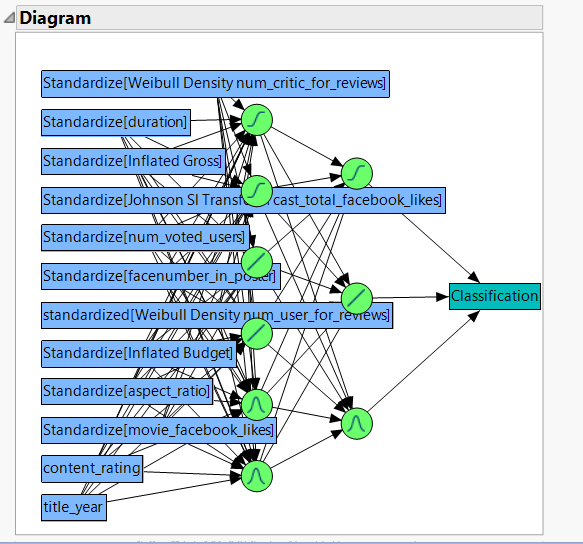 Diagram
Standardize[Weibull Density num_critic_for_reviews]
Standardize[duration]
Standardize[Inflated Gross]
Standardize[Johnson Sl Transfo cast_total_facebook_likes]
Standardize[num_voted_users]
Standardize[facenumber_in_poster]
standardized[Weibull Density num_user_for_reviews]
Classification
Standardize[Inflated Budget]
Standardize[aspect_ratio]
Standardize[movie_facebook_likes]
content_rating
title_year